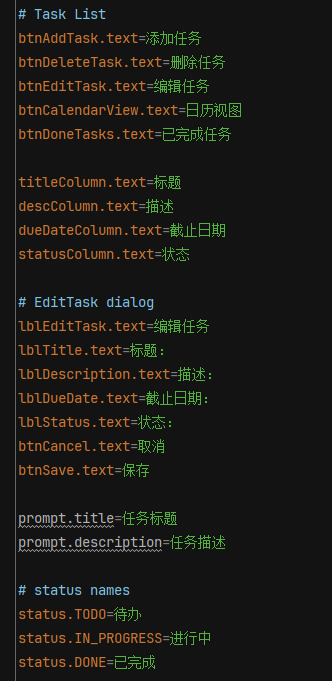 # Task List
btnAddTask.text=添加任务
btnDeleteTask.text=删除任务
btnEditTask.text=编辑任务
btnCalendarView.text=日历视图
btnDoneTasks.text=已完成任务
titleColumn.text=标题
descColumn.text=描述
dueDateColumn.text=截止日期
statusColumn.text=状态
# EditTask dialog
lblEditTask.text=编辑任务
lblTitle.text=标题：
lblDescription.text=描述：
lblDueDate.text=截止日期：
lblStatus.text=状态：
btnCancel.text=取消
btnSave.text=保存
prompt.title=任务标题
prompt.description=任务描述
# status names
status.TODO=待办
status.IN_PROGRESS=进行中
status.DONE=已完成